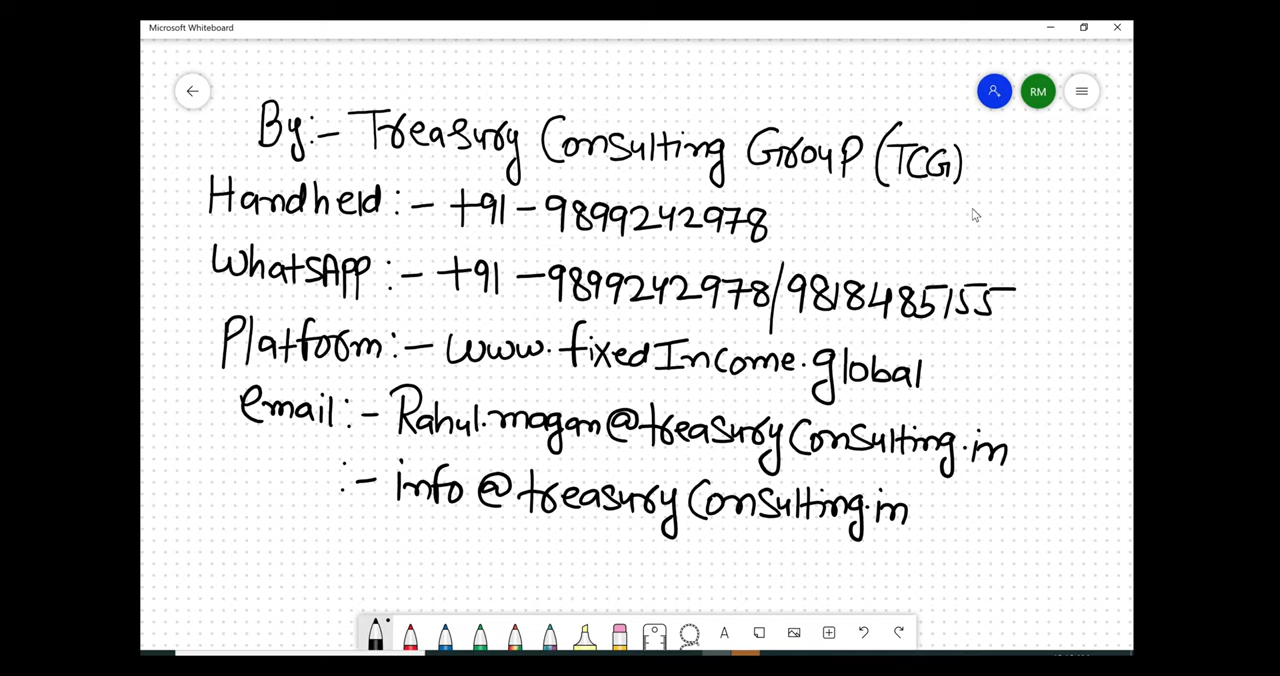 Microsoft Whiteboard
RM
By:- Treasury Consulting Group (TCG)
Handheld:- +91-9899242978
WhatsApp:- +91-9899242978/9818485155
Platform:- www.fixedIncome.global
email:- Rahul.magan@treasuryConsulting.in
:- info@treasuryConsulting.in
A